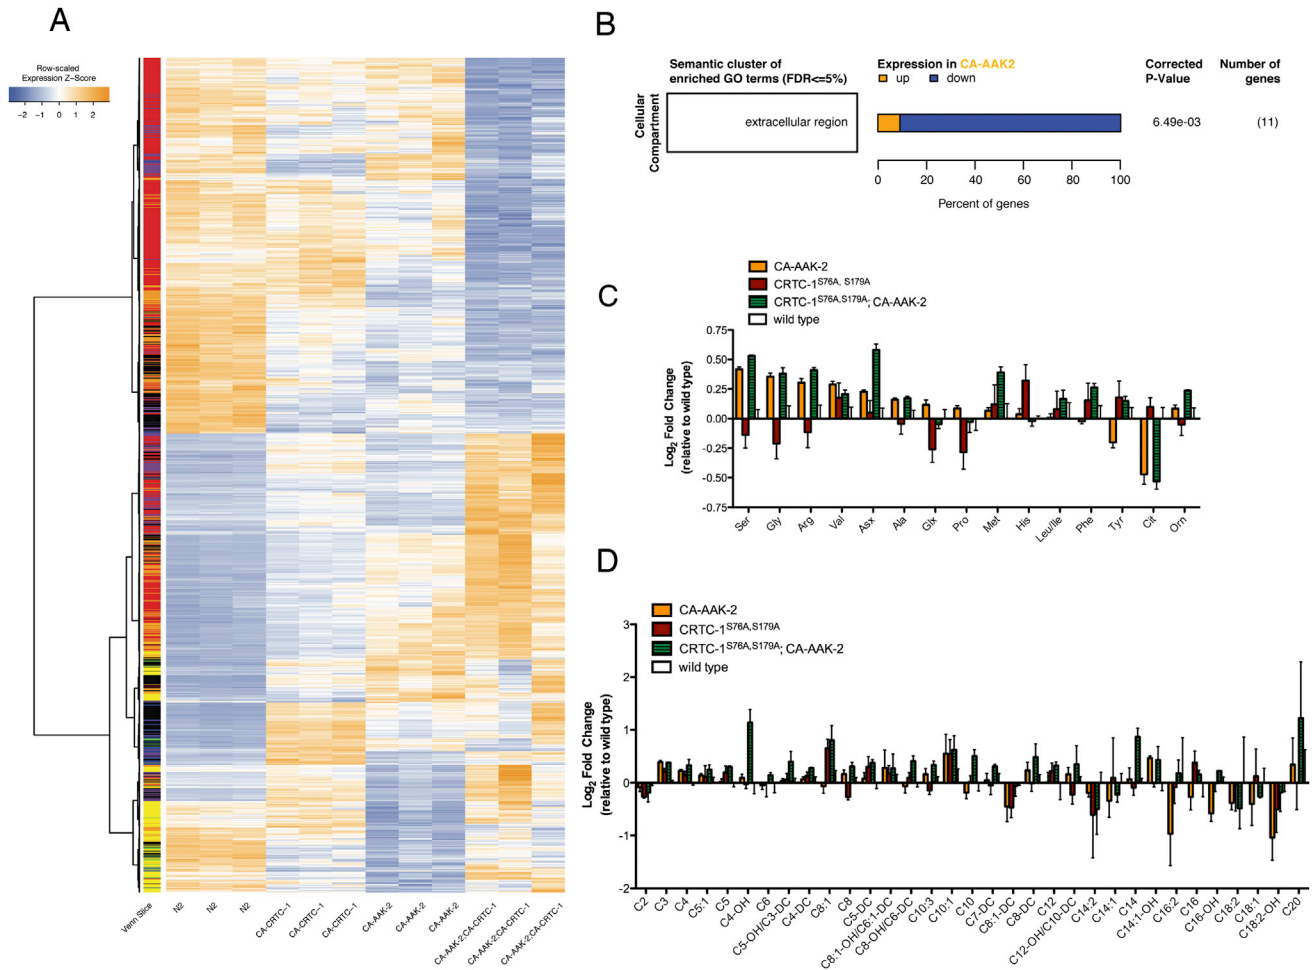 A
Row-scaled
Expression Z-Score
−2 −1 0 1 2
Venn Slice
N2
N2
N2
CA-CRTC-1
CA-CRTC-1
CA-CRTC-1
CA-AAK-2
CA-AAK-2
CA-AAK-2
CA-AAK-2;CA-CRTC-1
CA-AAK-2;CA-CRTC-1
CA-AAK-2;CA-CRTC-1
B
Semantic cluster of
enriched GO terms (FDR<=5%)
Expression in CA-AAK2
up down
Corrected
P-Value
Number of
genes
Cellular
Compartment
extracellular region
6.49e-03
(11)
0 20 40 60 80 100
Percent of genes
C
CA-AAK-2
CRTC-1S76A, S179A
CRTC-1S76A,S179A; CA-AAK-2
wild type
Log2 Fold Change
(relative to wild type)
0.75
0.50
0.25
0.00
-0.25
-0.50
-0.75
Ser Gly Arg Val Asx Ala Glx Pro Met His Leu/Ile Phe Tyr Cit Orn
D
CA-AAK-2
CRTC-1S76A,S179A
CRTC-1S76A,S179A; CA-AAK-2
wild type
Log2 Fold Change
(relative to wild type)
3
2
1
0
-1
-2
C2 C3 C4 C5:1 C5 C4-OH C6 C5-OH/C3-DC C4-DC C8:1 C8 C5-DC C8:1-OH/C6:1-DC C8-OH/C6-DC C10:3 C10:1 C10 C7-DC C8:1-DC C8-DC C12 C12-OH/C10-DC C14:2 C14:1 C14 C14:1-OH C16:2 C16 C16-OH C18:2 C18:1 C18:2-OH C20